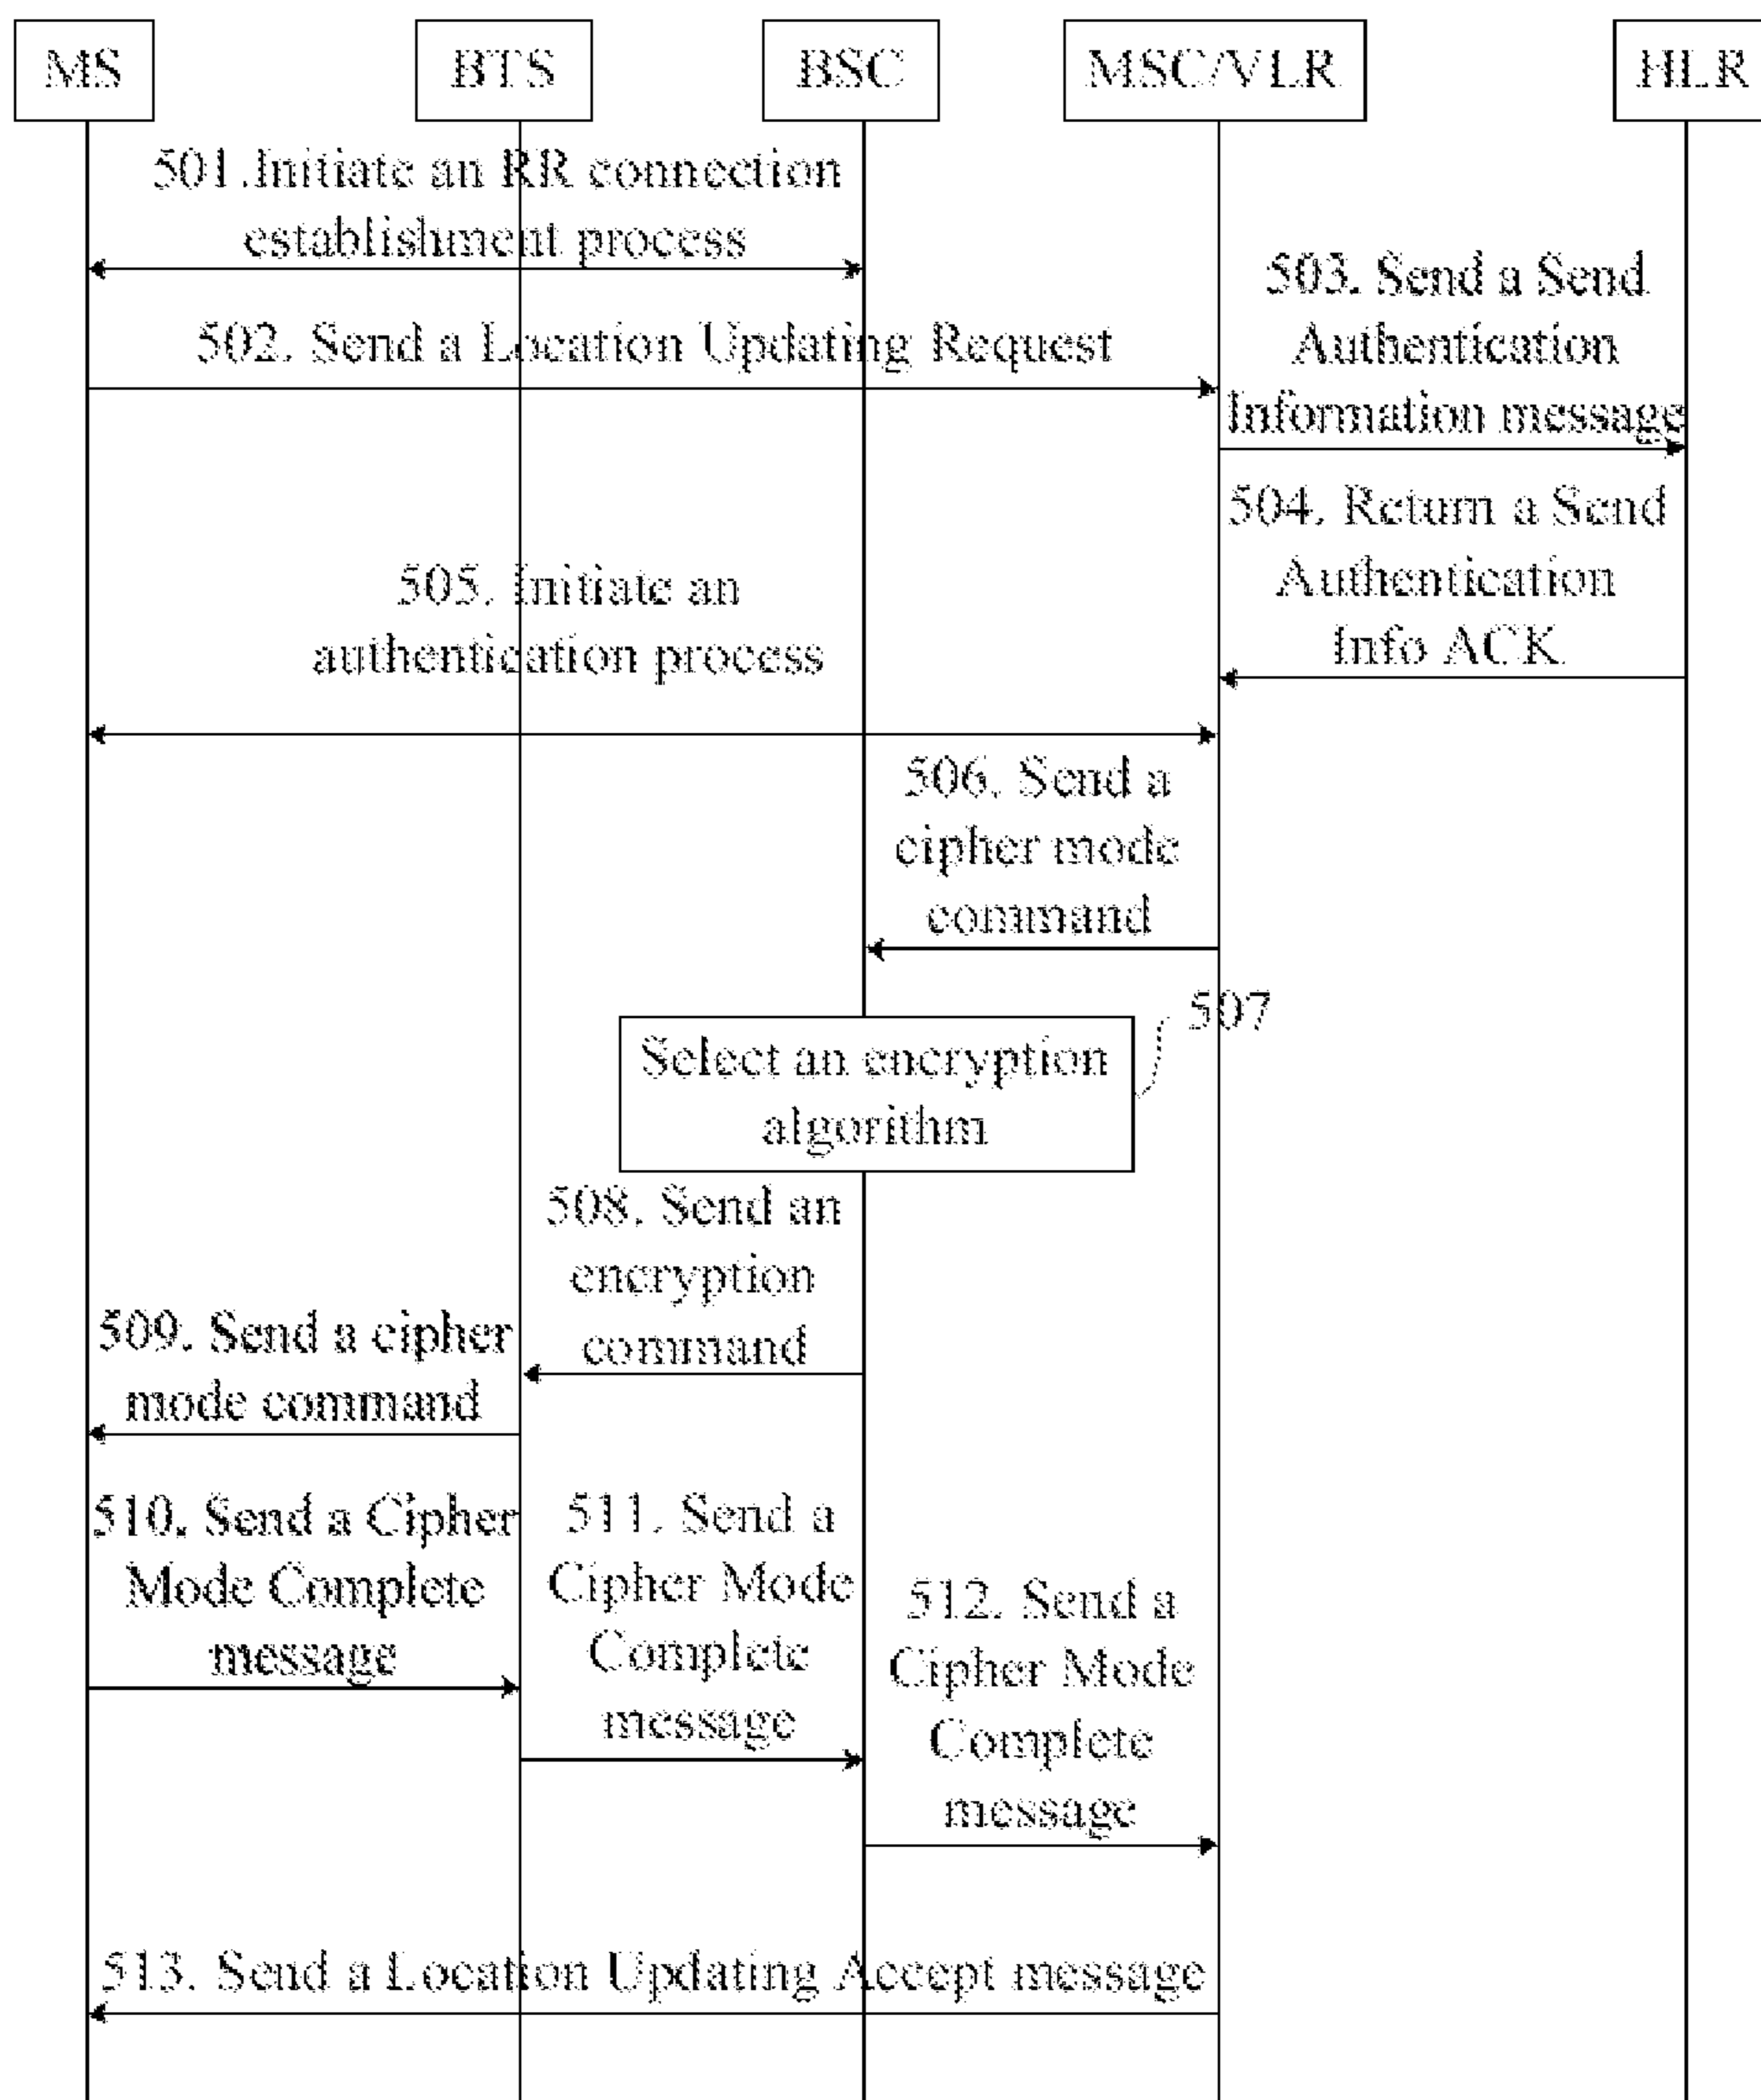 MS
BTS
BSC
MSC/VLR
HLR
501.Initiate an RR connection
establishment process
502. Send a Location Updating Request
503. Send a Send
Authentication
Information message
504. Return a Send
Authentication
Info ACK
505. Initiate an
authentication process
506. Send a
cipher mode
command
507
Select an encryption
algorithm
508. Send an
encryption
command
509. Send a cipher
mode command
510. Send a Cipher
Mode Complete
message
511. Send a
Cipher Mode
Complete
message
512. Send a
Cipher Mode
Complete
message
513. Send a Location Updating Accept message